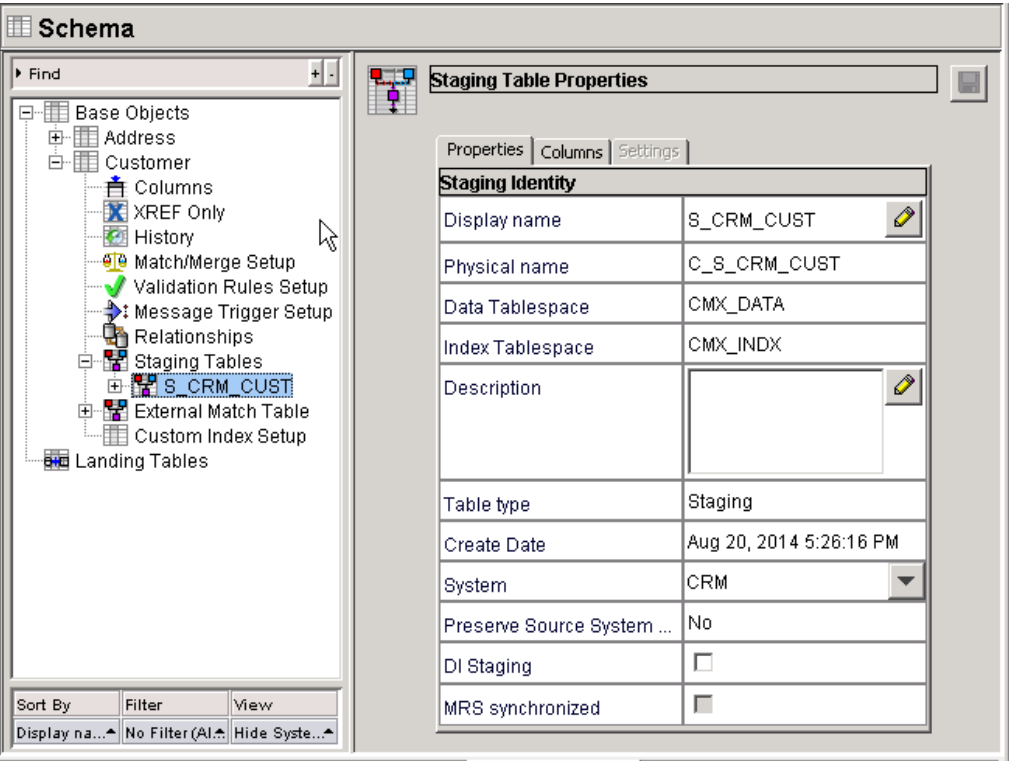 Schema
Find
+ -
Base Objects
Address
Customer
Columns
XREF Only
History
Match/Merge Setup
Validation Rules Setup
Message Trigger Setup
Relationships
Staging Tables
S_CRM_CUST
External Match Table
Custom Index Setup
Landing Tables
Sort By Filter View
Display na... No Filter (Al... Hide Syste...
Staging Table Properties
Properties Columns Settings
Staging Identity
Display name S_CRM_CUST
Physical name C_S_CRM_CUST
Data Tablespace CMX_DATA
Index Tablespace CMX_INDX
Description
Table type Staging
Create Date Aug 20, 2014 5:26:16 PM
System CRM
Preserve Source System ... No
DI Staging
MRS synchronized